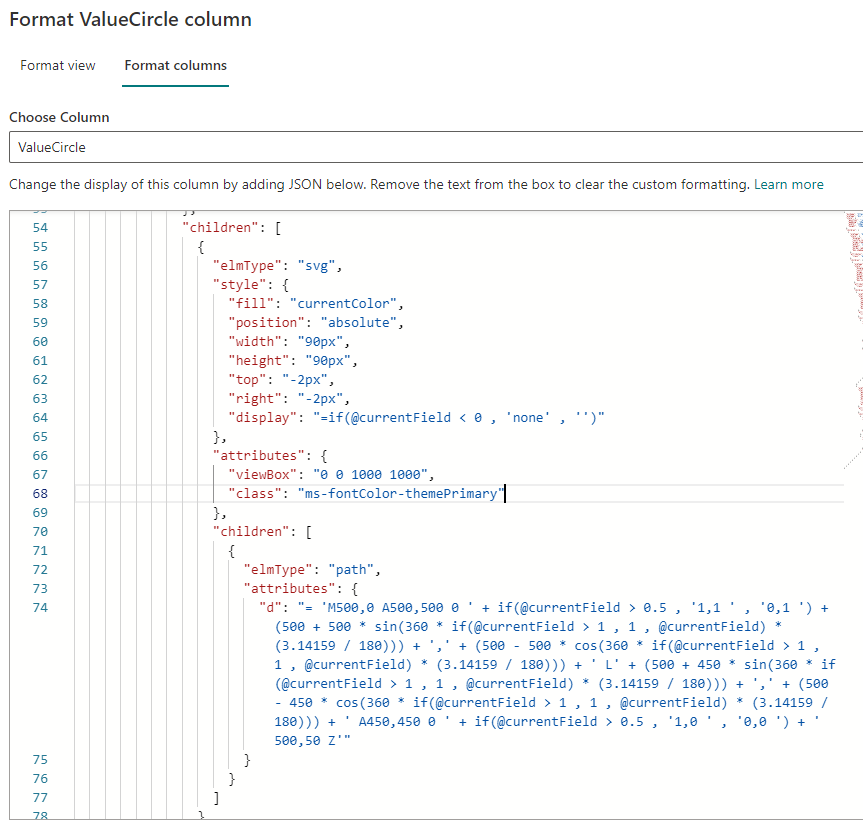 Format ValueCircle column
Format view Format columns
Choose Column
ValueCircle
Change the display of this column by adding JSON below. Remove the text from the box to clear the custom formatting. Learn more
54 "children": [
55 {
56 "elmType": "svg",
57 "style": {
58 "fill": "currentColor",
59 "position": "absolute",
60 "width": "90px",
61 "height": "90px",
62 "top": "-2px",
63 "right": "-2px",
64 "display": "=if(@currentField < 0 , 'none' , '')"
65 },
66 "attributes": {
67 "viewBox": "0 0 1000 1000",
68 "class": "ms-fontColor-themePrimary"
69 },
70 "children": [
71 {
72 "elmType": "path",
73 "attributes": {
74 "d": "= 'M500,0 A500,500 0 ' + if(@currentField > 0.5 , '1,1 ' , '0,1 ') +
(500 + 500 * sin(360 * if(@currentField > 1 , 1 , @currentField) *
(3.14159 / 180))) + ',' + (500 - 500 * cos(360 * if(@currentField > 1 ,
1 , @currentField) * (3.14159 / 180))) + ' L' + (500 + 450 * sin(360 * if
(@currentField > 1 , 1 , @currentField) * (3.14159 / 180))) + ',' + (500
- 450 * cos(360 * if(@currentField > 1 , 1 , @currentField) * (3.14159 /
180))) + ' A450,450 0 ' + if(@currentField > 0.5 , '1,0 ' , '0,0 ') + '
500,50 Z'"
75 }
76 }
77 ]
78 }